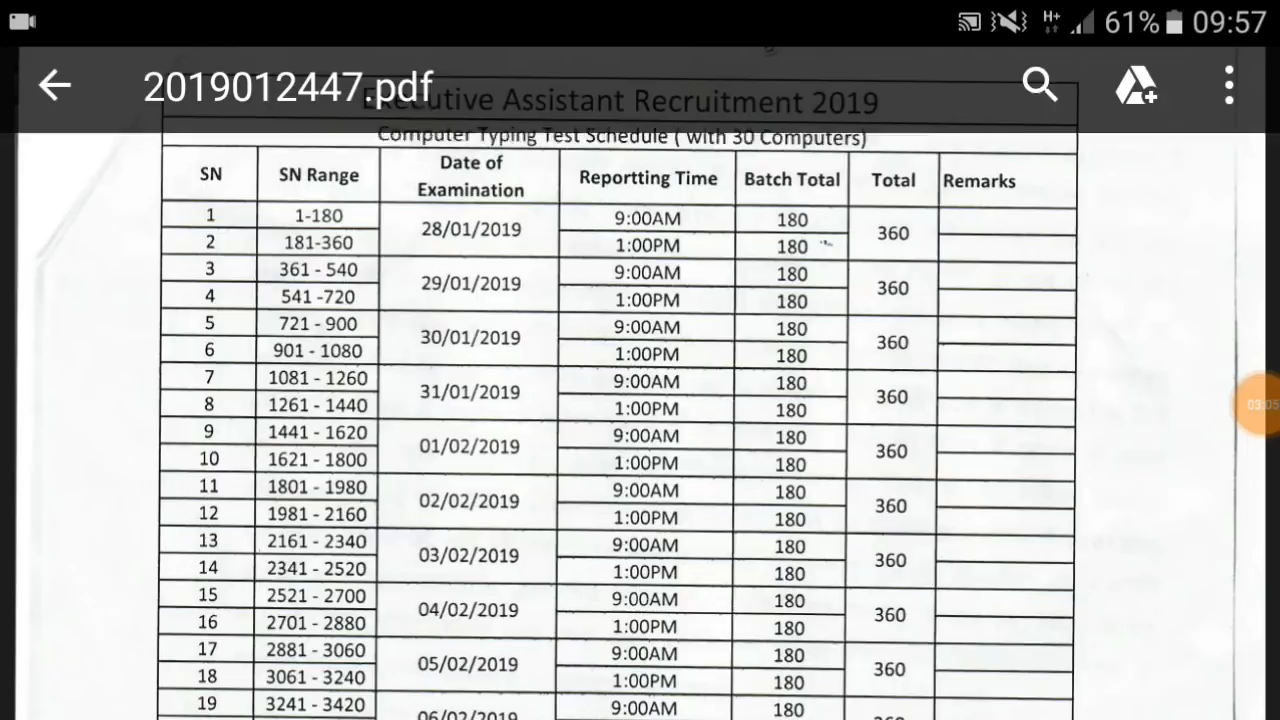 H+ 61% 09:57
2019012447.pdf
Executive Assistant Recruitment 2019
Computer Typing Test Schedule ( with 30 Computers)
SN SN Range Date of Examination Reportting Time Batch Total Total Remarks
1 1-180 28/01/2019 9:00AM 180 360
2 181-360 1:00PM 180
3 361 - 540 29/01/2019 9:00AM 180 360
4 541 -720 1:00PM 180
5 721 - 900 30/01/2019 9:00AM 180 360
6 901 - 1080 1:00PM 180
7 1081 - 1260 31/01/2019 9:00AM 180 360
8 1261 - 1440 1:00PM 180
9 1441 - 1620 01/02/2019 9:00AM 180 360
10 1621 - 1800 1:00PM 180
11 1801 - 1980 02/02/2019 9:00AM 180 360
12 1981 - 2160 1:00PM 180
13 2161 - 2340 03/02/2019 9:00AM 180 360
14 2341 - 2520 1:00PM 180
15 2521 - 2700 04/02/2019 9:00AM 180 360
16 2701 - 2880 1:00PM 180
17 2881 - 3060 05/02/2019 9:00AM 180 360
18 3061 - 3240 1:00PM 180
19 3241 - 3420 06/02/2019 9:00AM 180
03:05